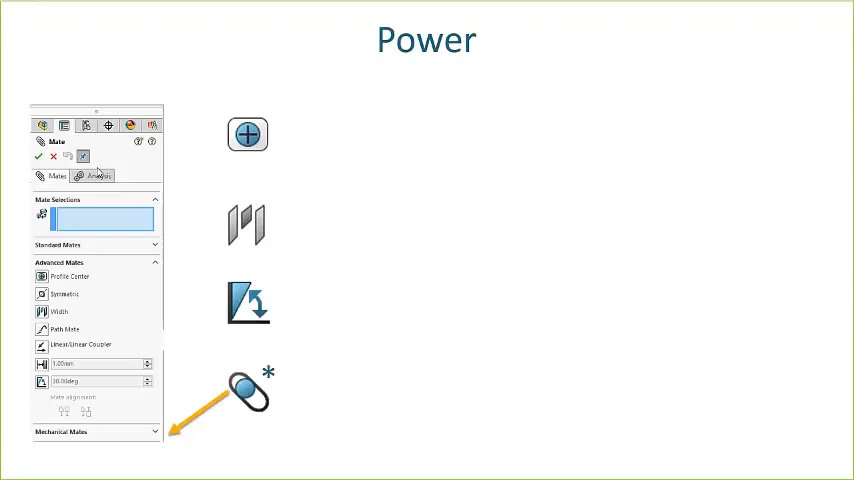 Power
Mate
Mates
Analysis
Mate Selections
Standard Mates
Advanced Mates
Profile Center
Symmetric
Width
Path Mate
Linear/Linear Coupler
1.00mm
30.00deg
Mate alignment:
*
Mechanical Mates